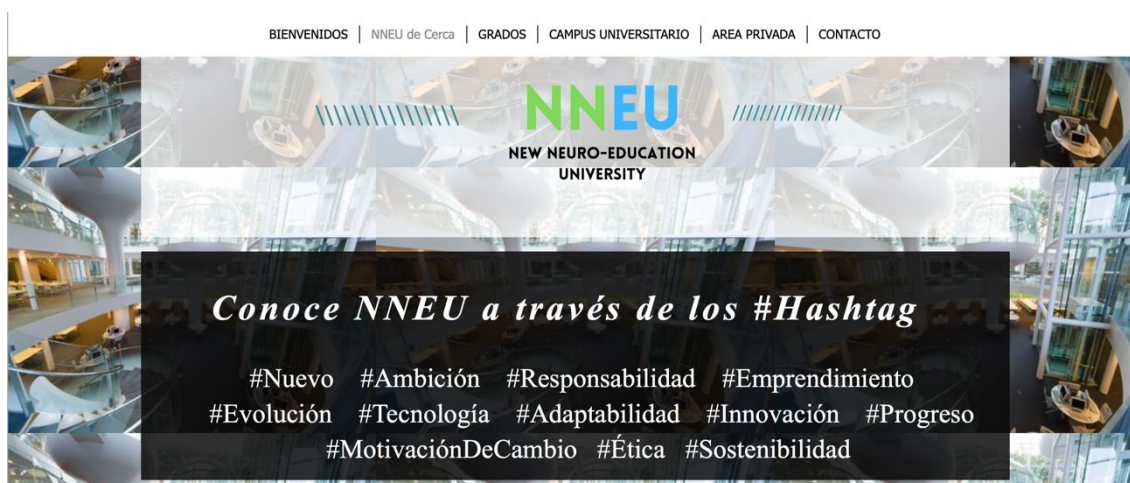 BIENVENIDOS | NNEU de Cerca | GRADOS | CAMPUS UNIVERSITARIO | AREA PRIVADA | CONTACTO
NNEU
NEW NEURO-EDUCATION
UNIVERSITY
Conoce NNEU a través de los #Hashtag
#Nuevo #Ambición #Responsabilidad #Emprendimiento
#Evolución #Tecnología #Adaptabilidad #Innovación #Progreso
#MotivaciónDeCambio #Ética #Sostenibilidad